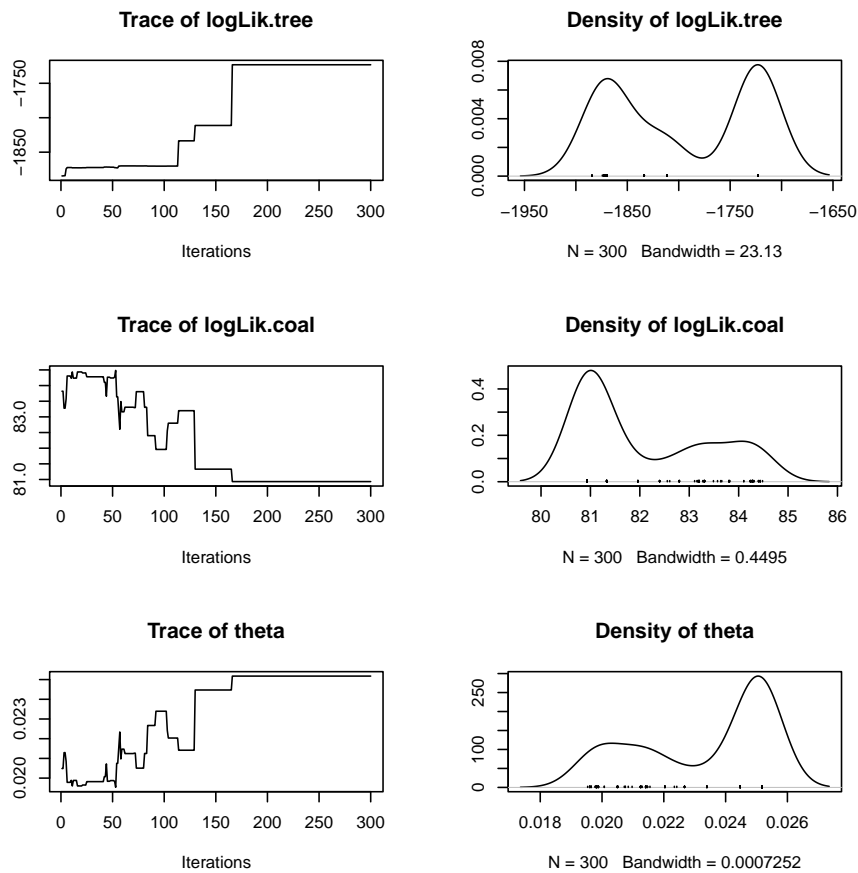 Trace of logLik.tree
−1850
−1750
0 50 100 150 200 250 300
Iterations
Density of logLik.tree
0.000 0.004 0.008
−1950 −1850 −1750 −1650
N = 300 Bandwidth = 23.13
Trace of logLik.coal
81.0 83.0
0 50 100 150 200 250 300
Iterations
Density of logLik.coal
0.0 0.2 0.4
80 81 82 83 84 85 86
N = 300 Bandwidth = 0.4495
Trace of theta
0.020 0.023
0 50 100 150 200 250 300
Iterations
Density of theta
0 100 250
0.018 0.020 0.022 0.024 0.026
N = 300 Bandwidth = 0.0007252